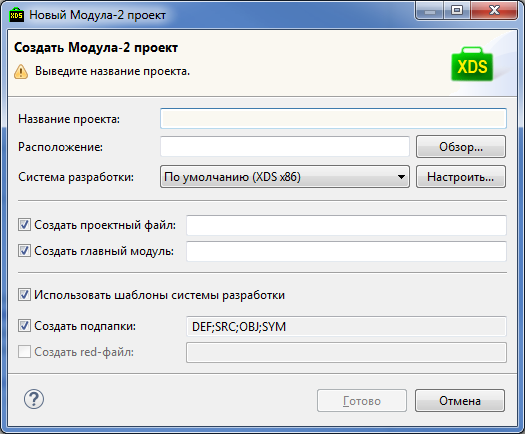 Новый Модула-2 проект
Создать Модула-2 проект
Выведите название проекта.
XDS
Название проекта:
Расположение:
Обзор...
Система разработки:
По умолчанию (XDS x86)
Настроить...
Создать проектный файл:
Создать главный модуль:
Использовать шаблоны системы разработки
Создать подпапки:
DEF;SRC;OBJ;SYM
Создать red-файл:
?
Готово
Отмена